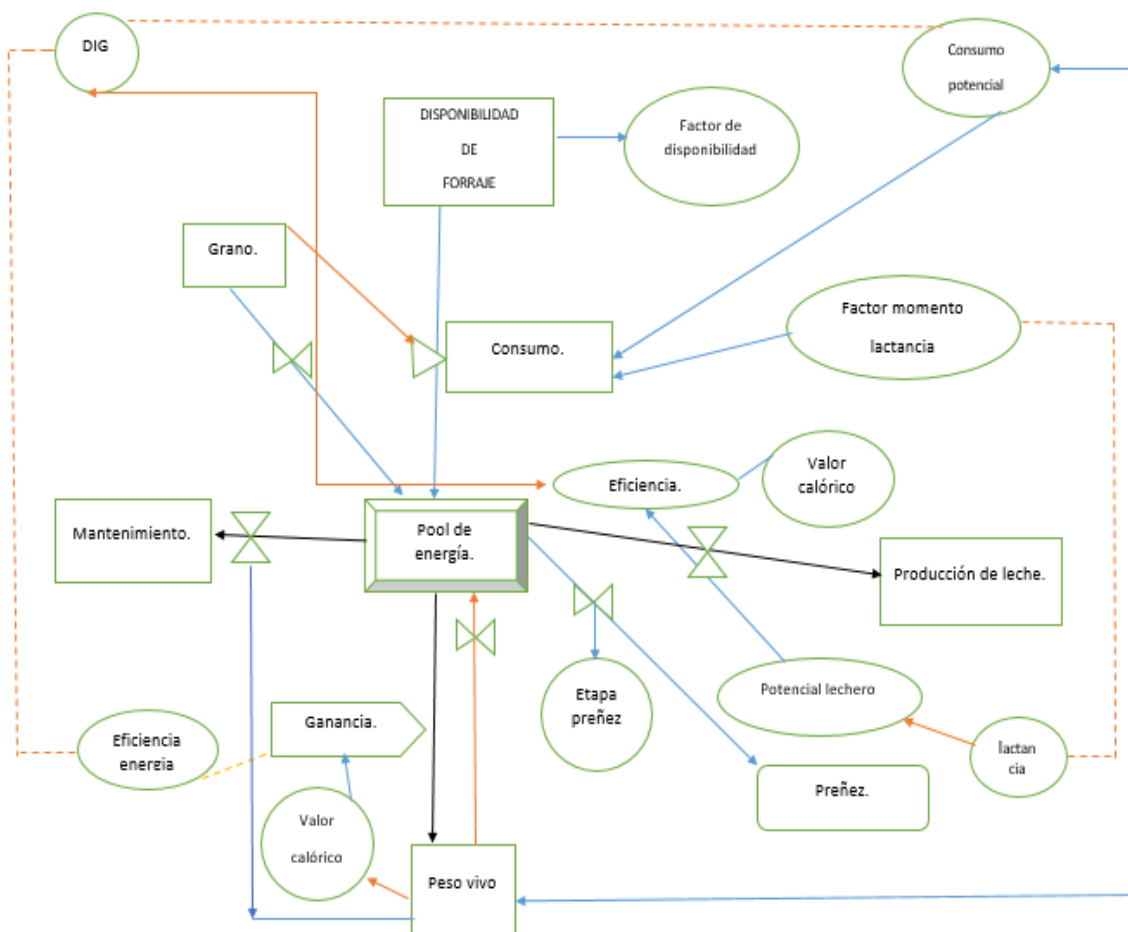 DIG
Consumo
potencial
DISPONIBILIDAD
DE
FORRAJE
Factor de
disponibilidad
Grano.
Consumo.
Factor momento
lactancia
Eficiencia.
Valor
calórico
Mantenimiento.
Pool de
energía.
Producción de leche.
Etapa
preñez
Potencial lechero
lactan
cia
Eficiencia
energia
Ganancia.
Preñez.
Valor
calórico
Peso vivo